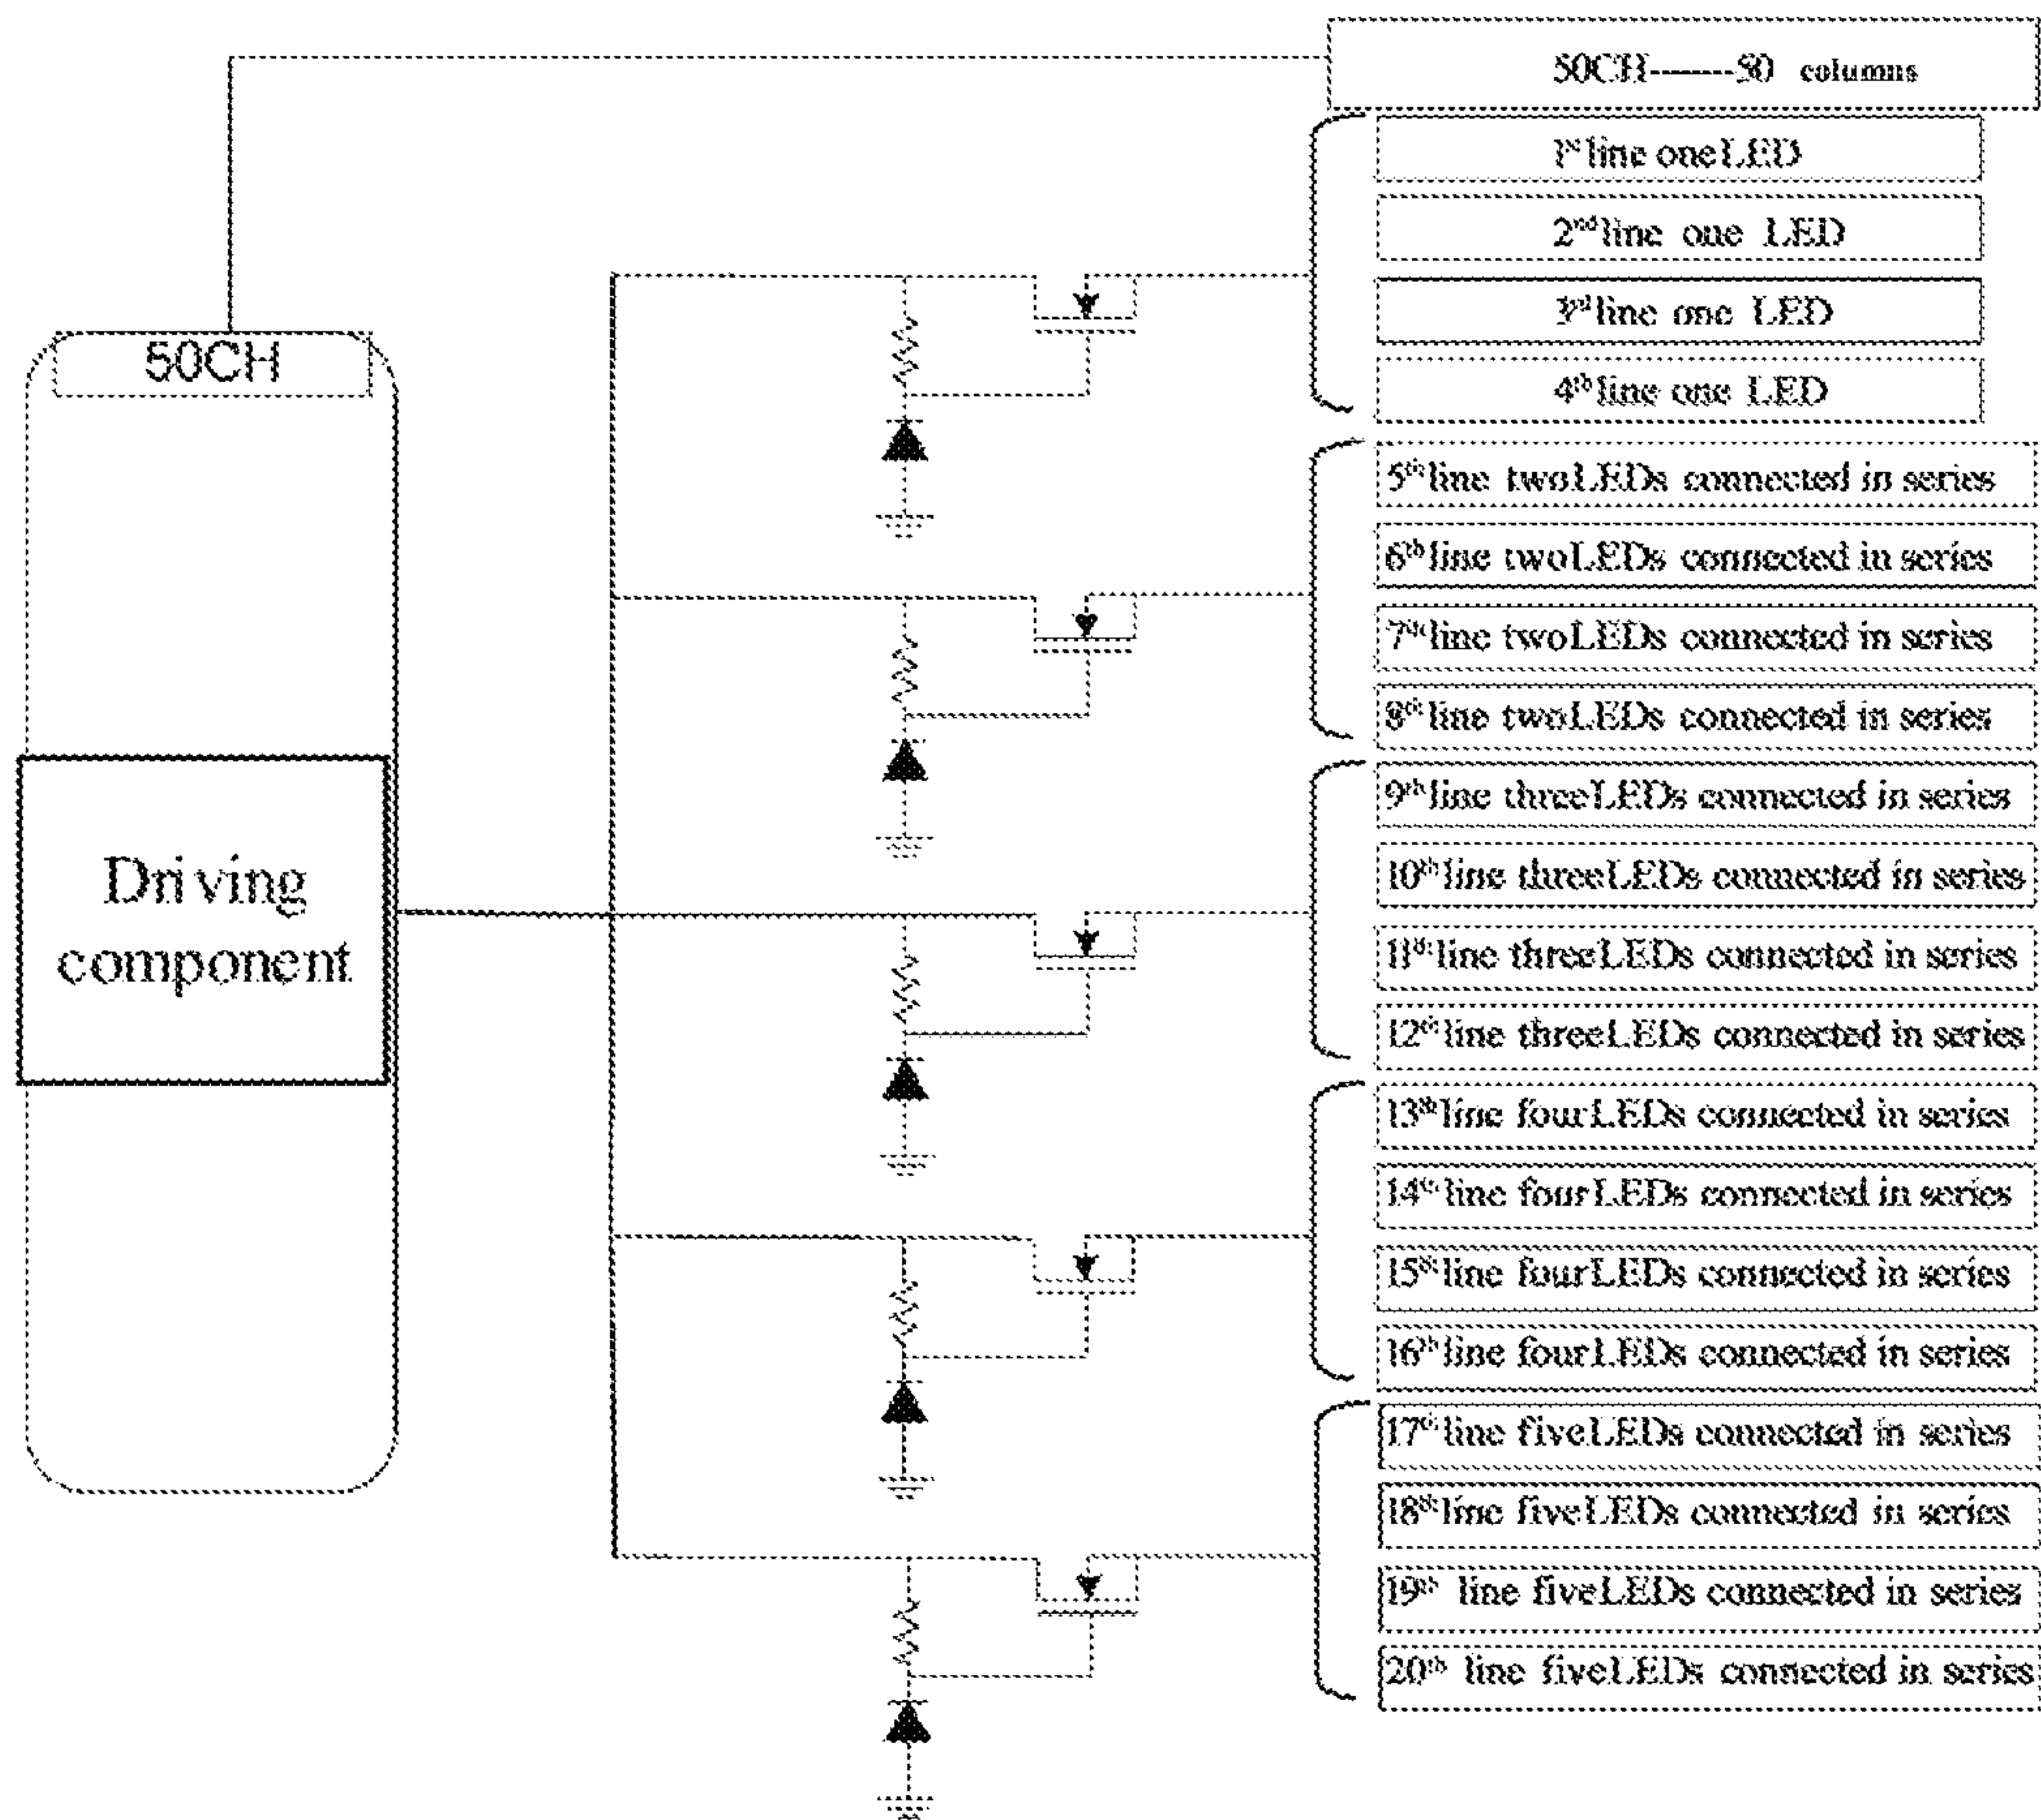 50CH-------50 columns
1st line one LED
2nd line one LED
3rd line one LED
4th line one LED
50CH
5th line two LEDs connected in series
6th line two LEDs connected in series
7th line two LEDs connected in series
8th line two LEDs connected in series
Driving
component
9th line three LEDs connected in series
10th line three LEDs connected in series
11th line three LEDs connected in series
12th line three LEDs connected in series
13th line four LEDs connected in series
14th line four LEDs connected in series
15th line four LEDs connected in series
16th line four LEDs connected in series
17th line five LEDs connected in series
18th line five LEDs connected in series
19th line five LEDs connected in series
20th line five LEDs connected in series